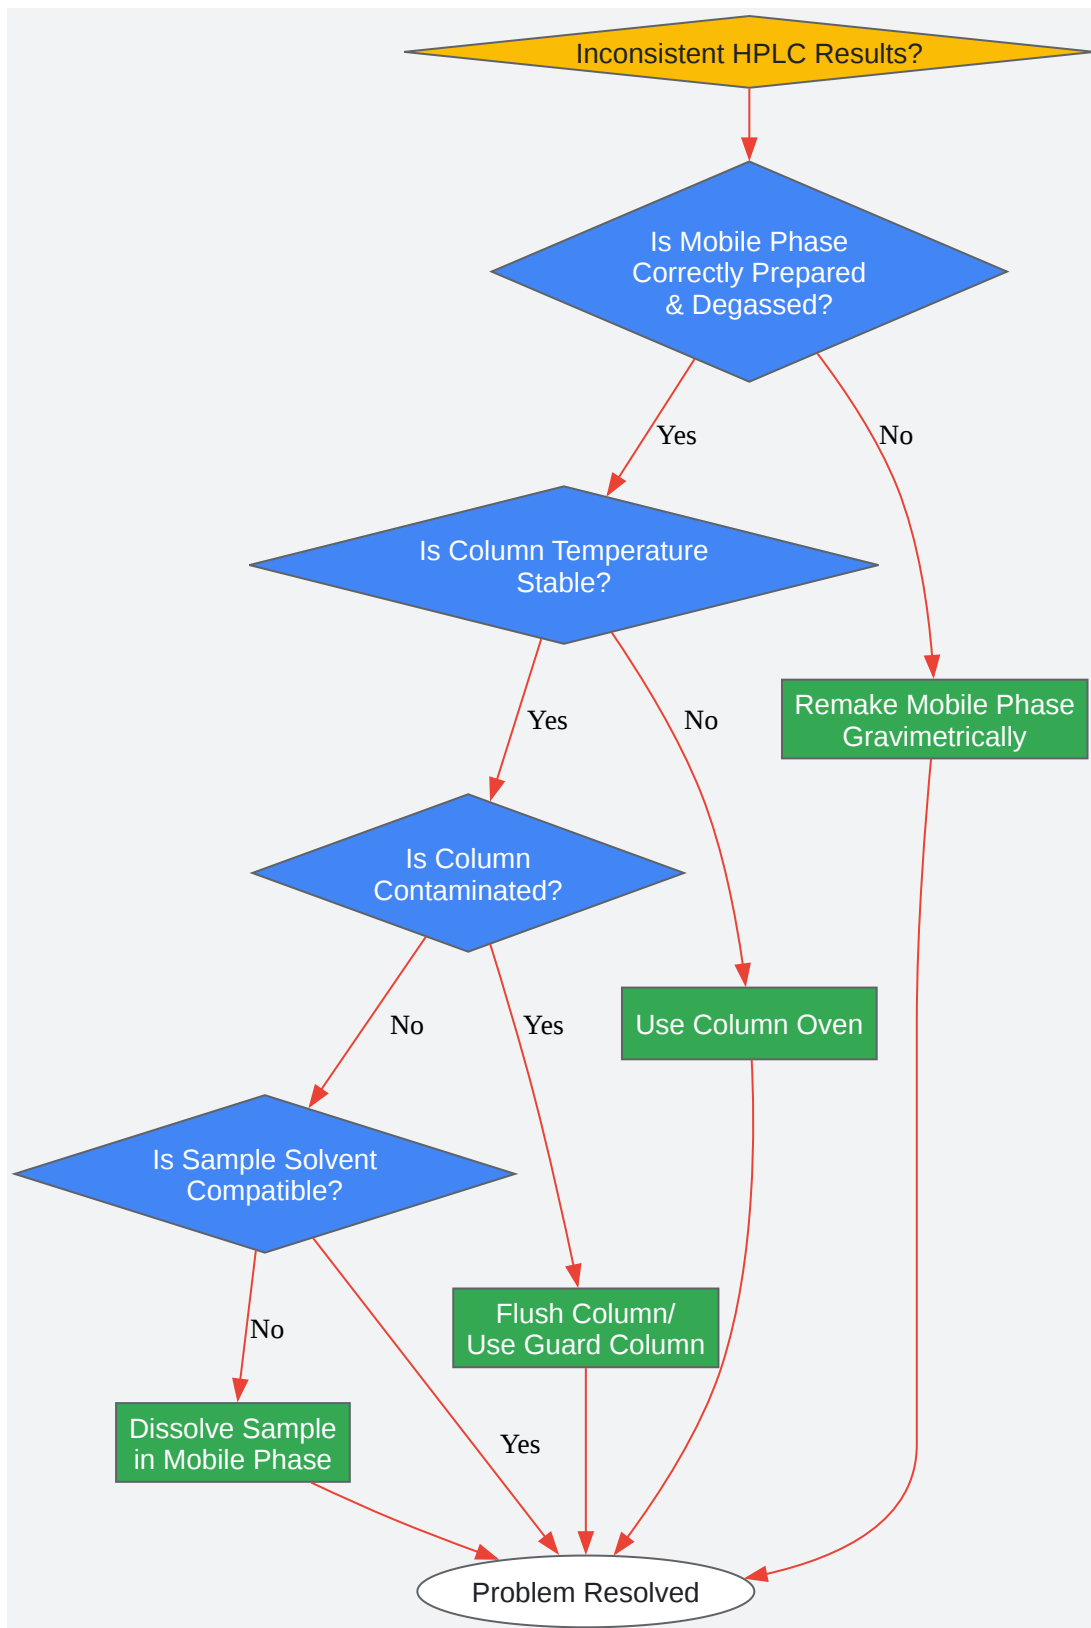 Inconsistent HPLC Results?
Is Mobile Phase
Correctly Prepared
& Degassed?
Yes
No
Is Column Temperature
Stable?
Remake Mobile Phase
Gravimetrically
Yes
No
Is Column
Contaminated?
Use Column Oven
No
Yes
Is Sample Solvent
Compatible?
Flush Column/
Use Guard Column
No
Dissolve Sample
in Mobile Phase
Yes
Problem Resolved